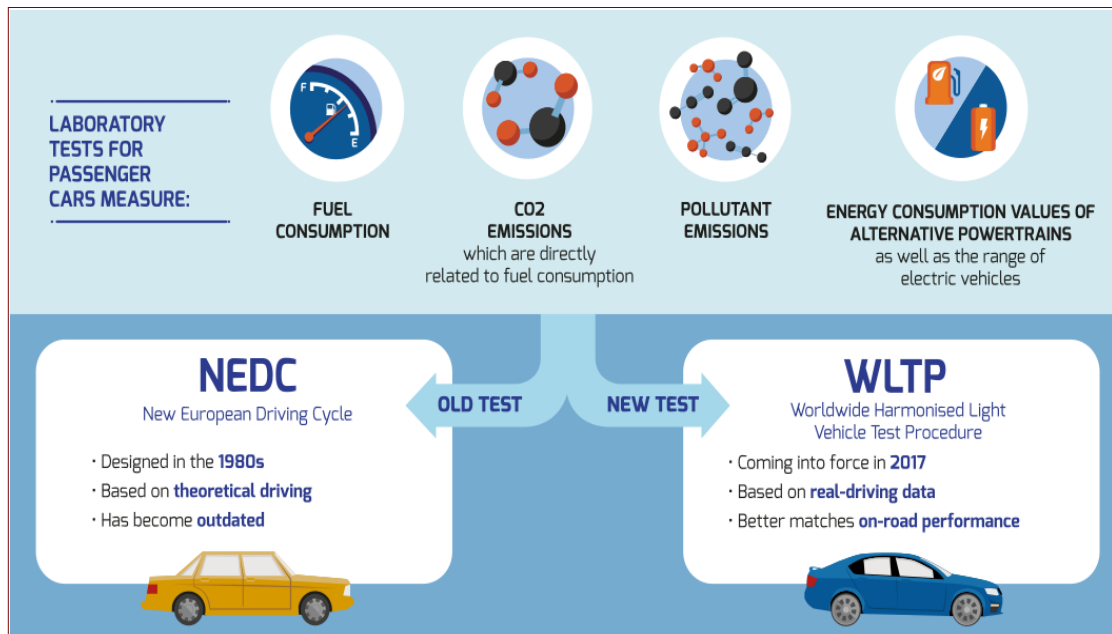 LABORATORY
TESTS FOR
PASSENGER
CARS MEASURE:
F
E
FUEL
CONSUMPTION
CO2
EMISSIONS
which are directly
related to fuel consumption
POLLUTANT
EMISSIONS
ENERGY CONSUMPTION VALUES OF
ALTERNATIVE POWERTRAINS
as well as the range of
electric vehicles
OLD TEST
NEW TEST
NEDC
New European Driving Cycle
· Designed in the 1980s
· Based on theoretical driving
· Has become outdated
WLTP
Worldwide Harmonised Light
Vehicle Test Procedure
· Coming into force in 2017
· Based on real-driving data
· Better matches on-road performance